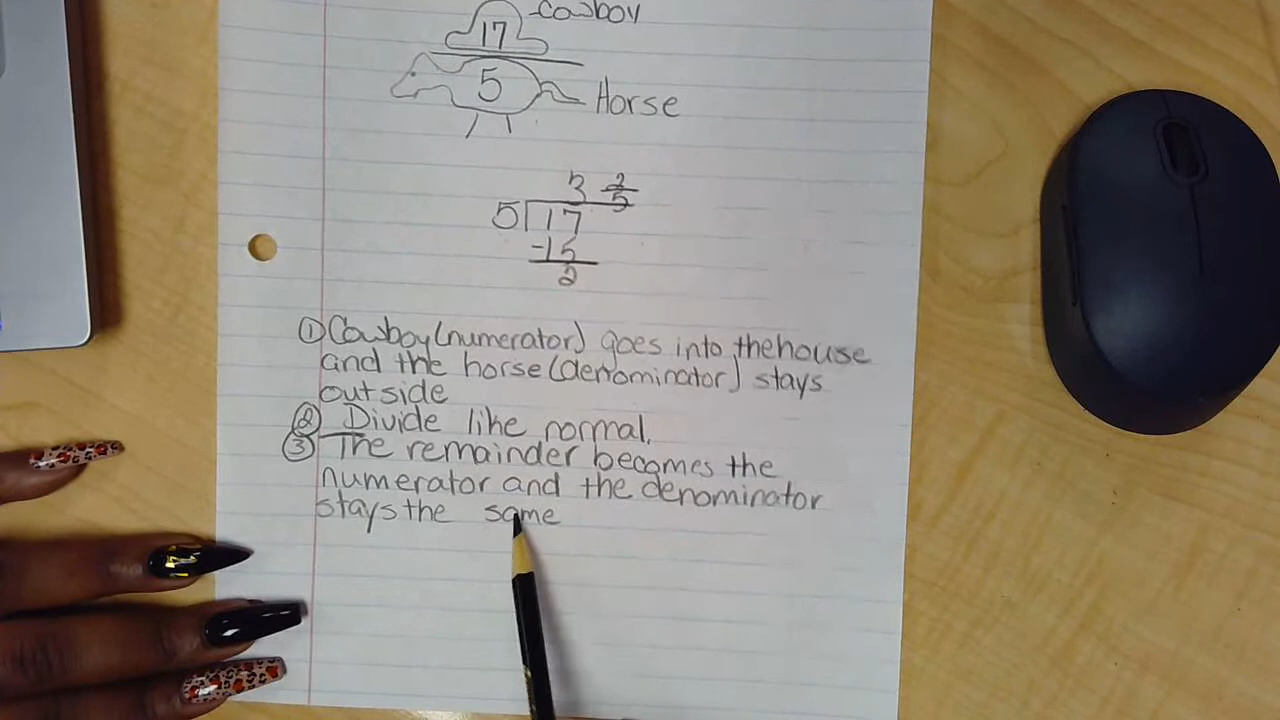 Cowboy
17
5
Horse
3 2/5
5 17
-15
2
① Cowboy (numerator) goes into the house
and the horse (denominator) stays
outside
② Divide like normal.
③ The remainder becomes the
numerator and the denominator
stays the same